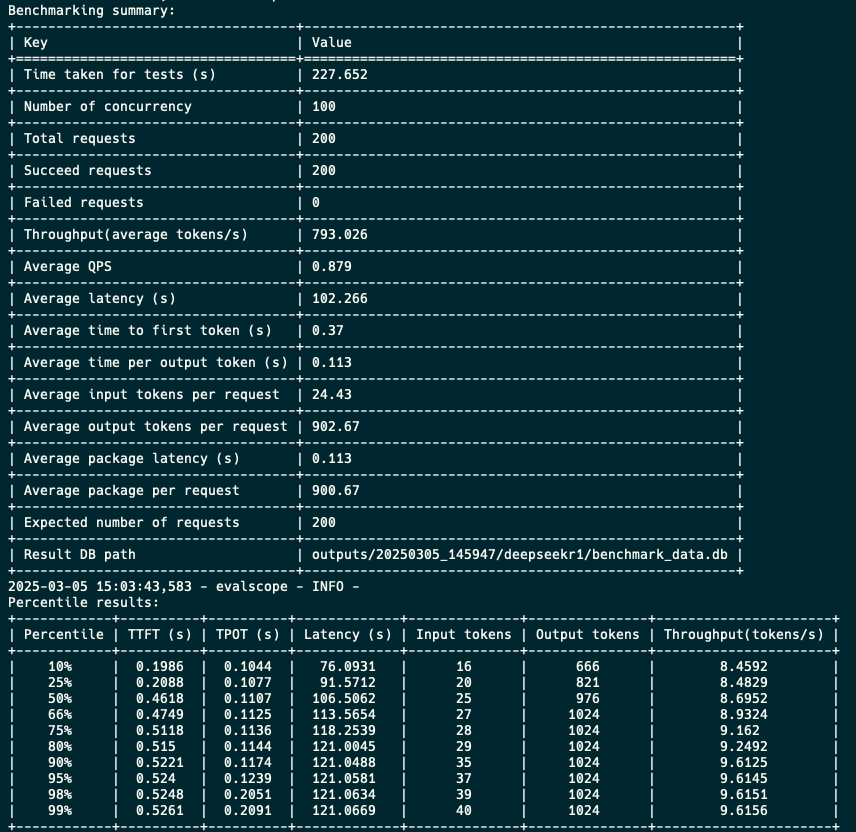 Benchmarking summary:
+-----------------------------------+------------------------------------------------------+
| Key                               | Value                                                |
+===================================+======================================================+
| Time taken for tests (s)          | 227.652                                              |
+-----------------------------------+------------------------------------------------------+
| Number of concurrency             | 100                                                  |
+-----------------------------------+------------------------------------------------------+
| Total requests                    | 200                                                  |
+-----------------------------------+------------------------------------------------------+
| Succeed requests                  | 200                                                  |
+-----------------------------------+------------------------------------------------------+
| Failed requests                   | 0                                                    |
+-----------------------------------+------------------------------------------------------+
| Throughput(average tokens/s)      | 793.026                                              |
+-----------------------------------+------------------------------------------------------+
| Average QPS                       | 0.879                                                |
+-----------------------------------+------------------------------------------------------+
| Average latency (s)               | 102.266                                              |
+-----------------------------------+------------------------------------------------------+
| Average time to first token (s)   | 0.37                                                 |
+-----------------------------------+------------------------------------------------------+
| Average time per output token (s) | 0.113                                                |
+-----------------------------------+------------------------------------------------------+
| Average input tokens per request  | 24.43                                                |
+-----------------------------------+------------------------------------------------------+
| Average output tokens per request | 902.67                                               |
+-----------------------------------+------------------------------------------------------+
| Average package latency (s)       | 0.113                                                |
+-----------------------------------+------------------------------------------------------+
| Average package per request       | 900.67                                               |
+-----------------------------------+------------------------------------------------------+
| Expected number of requests       | 200                                                  |
+-----------------------------------+------------------------------------------------------+
| Result DB path                    | outputs/20250305_145947/deepseekr1/benchmark_data.db |
+-----------------------------------+------------------------------------------------------+
2025-03-05 15:03:43,583 - evalscope - INFO -
Percentile results:
+------------+----------+----------+-------------+--------------+---------------+----------------------+
| Percentile | TTFT (s) | TPOT (s) | Latency (s) | Input tokens | Output tokens | Throughput(tokens/s) |
+------------+----------+----------+-------------+--------------+---------------+----------------------+
|    10%     |  0.1986  |  0.1044  |   76.0931   |      16      |      666      |        8.4592        |
|    25%     |  0.2088  |  0.1077  |   91.5712   |      20      |      821      |        8.4829        |
|    50%     |  0.4618  |  0.1107  |  106.5062   |      25      |      976      |        8.6952        |
|    66%     |  0.4749  |  0.1125  |  113.5654   |      27      |     1024      |        8.9324        |
|    75%     |  0.5118  |  0.1136  |  118.2539   |      28      |     1024      |        9.162         |
|    80%     |  0.515   |  0.1144  |  121.0045   |      29      |     1024      |        9.2492        |
|    90%     |  0.5221  |  0.1174  |  121.0488   |      35      |     1024      |        9.6125        |
|    95%     |  0.524   |  0.1239  |  121.0581   |      37      |     1024      |        9.6145        |
|    98%     |  0.5248  |  0.2051  |  121.0634   |      39      |     1024      |        9.6151        |
|    99%     |  0.5261  |  0.2091  |  121.0669   |      40      |     1024      |        9.6156        |
+------------+----------+----------+-------------+--------------+---------------+----------------------+